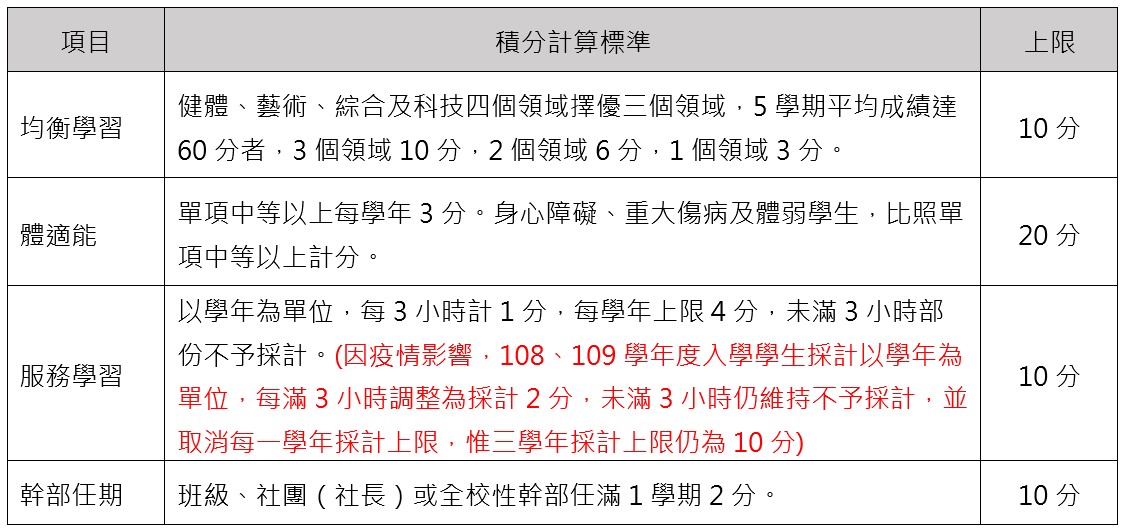 項目 積分計算標準 上限
均衡學習
健體、藝術、綜合及科技四個領域擇優三個領域，5 學期平均成績達
60 分者，3 個領域 10 分，2 個領域 6 分，1 個領域 3 分。
10 分
體適能
單項中等以上每學年 3 分。身心障礙、重大傷病及體弱學生，比照單
項中等以上計分。
20 分
服務學習
以學年為單位，每 3 小時計 1 分，每學年上限 4 分，未滿 3 小時部
份不予採計。(因疫情影響，108、109 學年度入學學生採計以學年為
單位，每滿 3 小時調整為採計 2 分，未滿 3 小時仍維持不予採計，並
取消每一學年採計上限，惟三學年採計上限仍為 10 分)
10 分
幹部任期
班級、社團（社長）或全校性幹部任滿 1 學期 2 分。
10 分